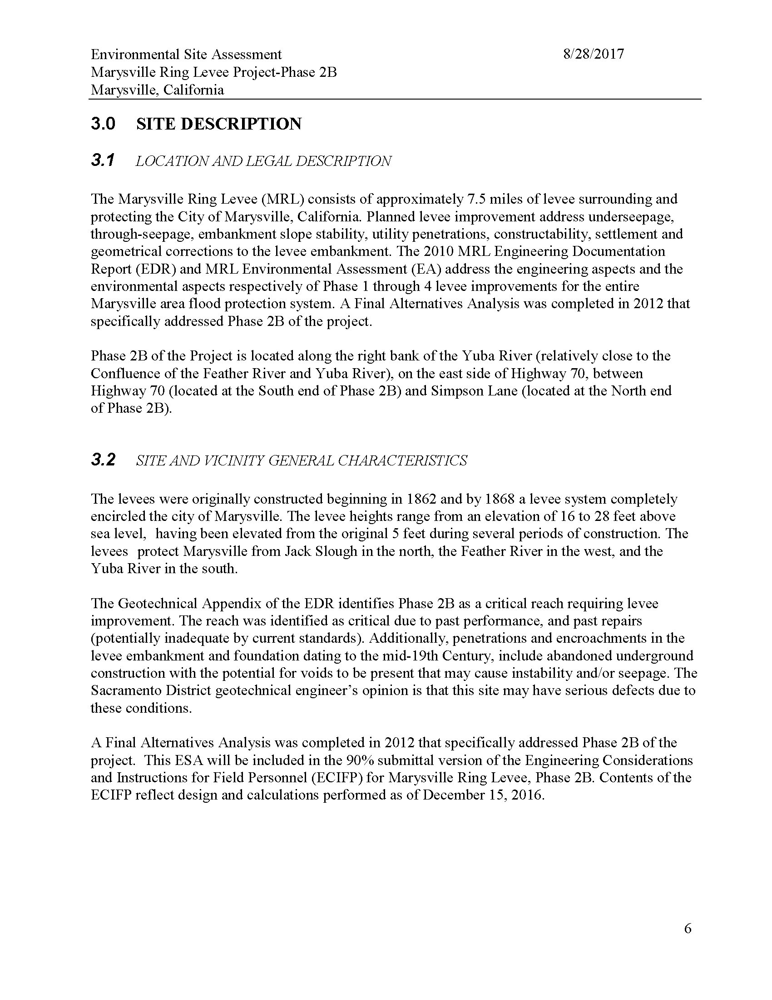 Environmental Site Assessment 8/28/2017
Marysville Ring Levee Project-Phase 2B
Marysville, California
3.0 SITE DESCRIPTION
3.1 LOCATION AND LEGAL DESCRIPTION
The Marysville Ring Levee (MRL) consists of approximately 7.5 miles of levee surrounding and
protecting the City of Marysville, California. Planned levee improvement address underseepage,
through-seepage, embankment slope stability, utility penetrations, constructability, settlement and
geometrical corrections to the levee embankment. The 2010 MRL Engineering Documentation
Report (EDR) and MRL Environmental Assessment (EA) address the engineering aspects and the
environmental aspects respectively of Phase 1 through 4 levee improvements for the entire
Marysville area flood protection system. A Final Alternatives Analysis was completed in 2012 that
specifically addressed Phase 2B of the project.
Phase 2B of the Project is located along the right bank of the Yuba River (relatively close to the
Confluence of the Feather River and Yuba River), on the east side of Highway 70, between
Highway 70 (located at the South end of Phase 2B) and Simpson Lane (located at the North end
of Phase 2B).
3.2 SITE AND VICINITY GENERAL CHARACTERISTICS
The levees were originally constructed beginning in 1862 and by 1868 a levee system completely
encircled the city of Marysville. The levee heights range from an elevation of 16 to 28 feet above
sea level, having been elevated from the original 5 feet during several periods of construction. The
levees protect Marysville from Jack Slough in the north, the Feather River in the west, and the
Yuba River in the south.
The Geotechnical Appendix of the EDR identifies Phase 2B as a critical reach requiring levee
improvement. The reach was identified as critical due to past performance, and past repairs
(potentially inadequate by current standards). Additionally, penetrations and encroachments in the
levee embankment and foundation dating to the mid-19th Century, include abandoned underground
construction with the potential for voids to be present that may cause instability and/or seepage. The
Sacramento District geotechnical engineer’s opinion is that this site may have serious defects due to
these conditions.
A Final Alternatives Analysis was completed in 2012 that specifically addressed Phase 2B of the
project. This ESA will be included in the 90% submittal version of the Engineering Considerations
and Instructions for Field Personnel (ECIFP) for Marysville Ring Levee, Phase 2B. Contents of the
ECIFP reflect design and calculations performed as of December 15, 2016.
6